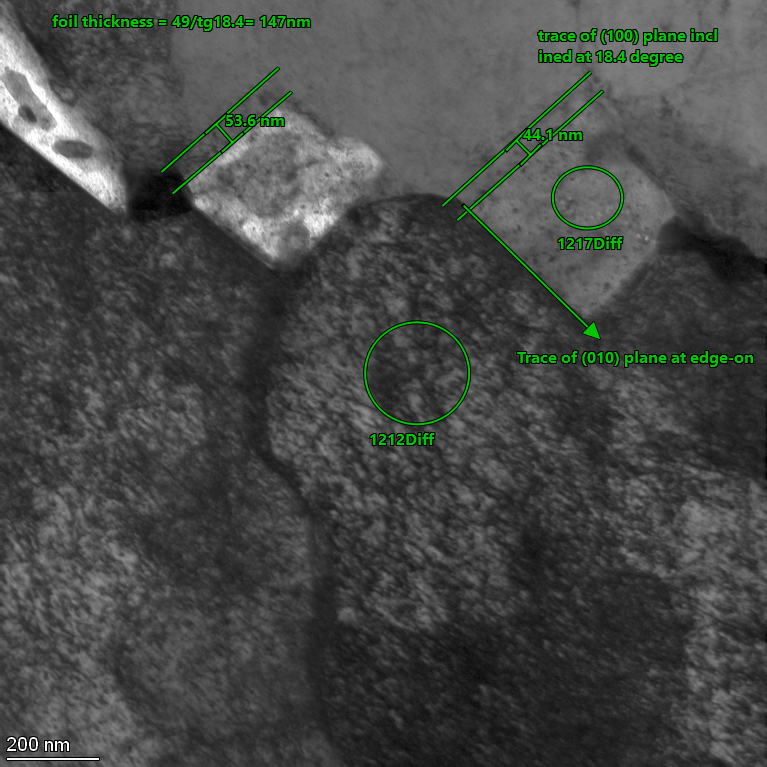 foil thickness = 49/tg18.4= 147nm
trace of (100) plane incl
ined at 18.4 degree
53.6 nm
44.1 nm
1217Diff
Trace of (010) plane at edge-on
1212Diff
200 nm